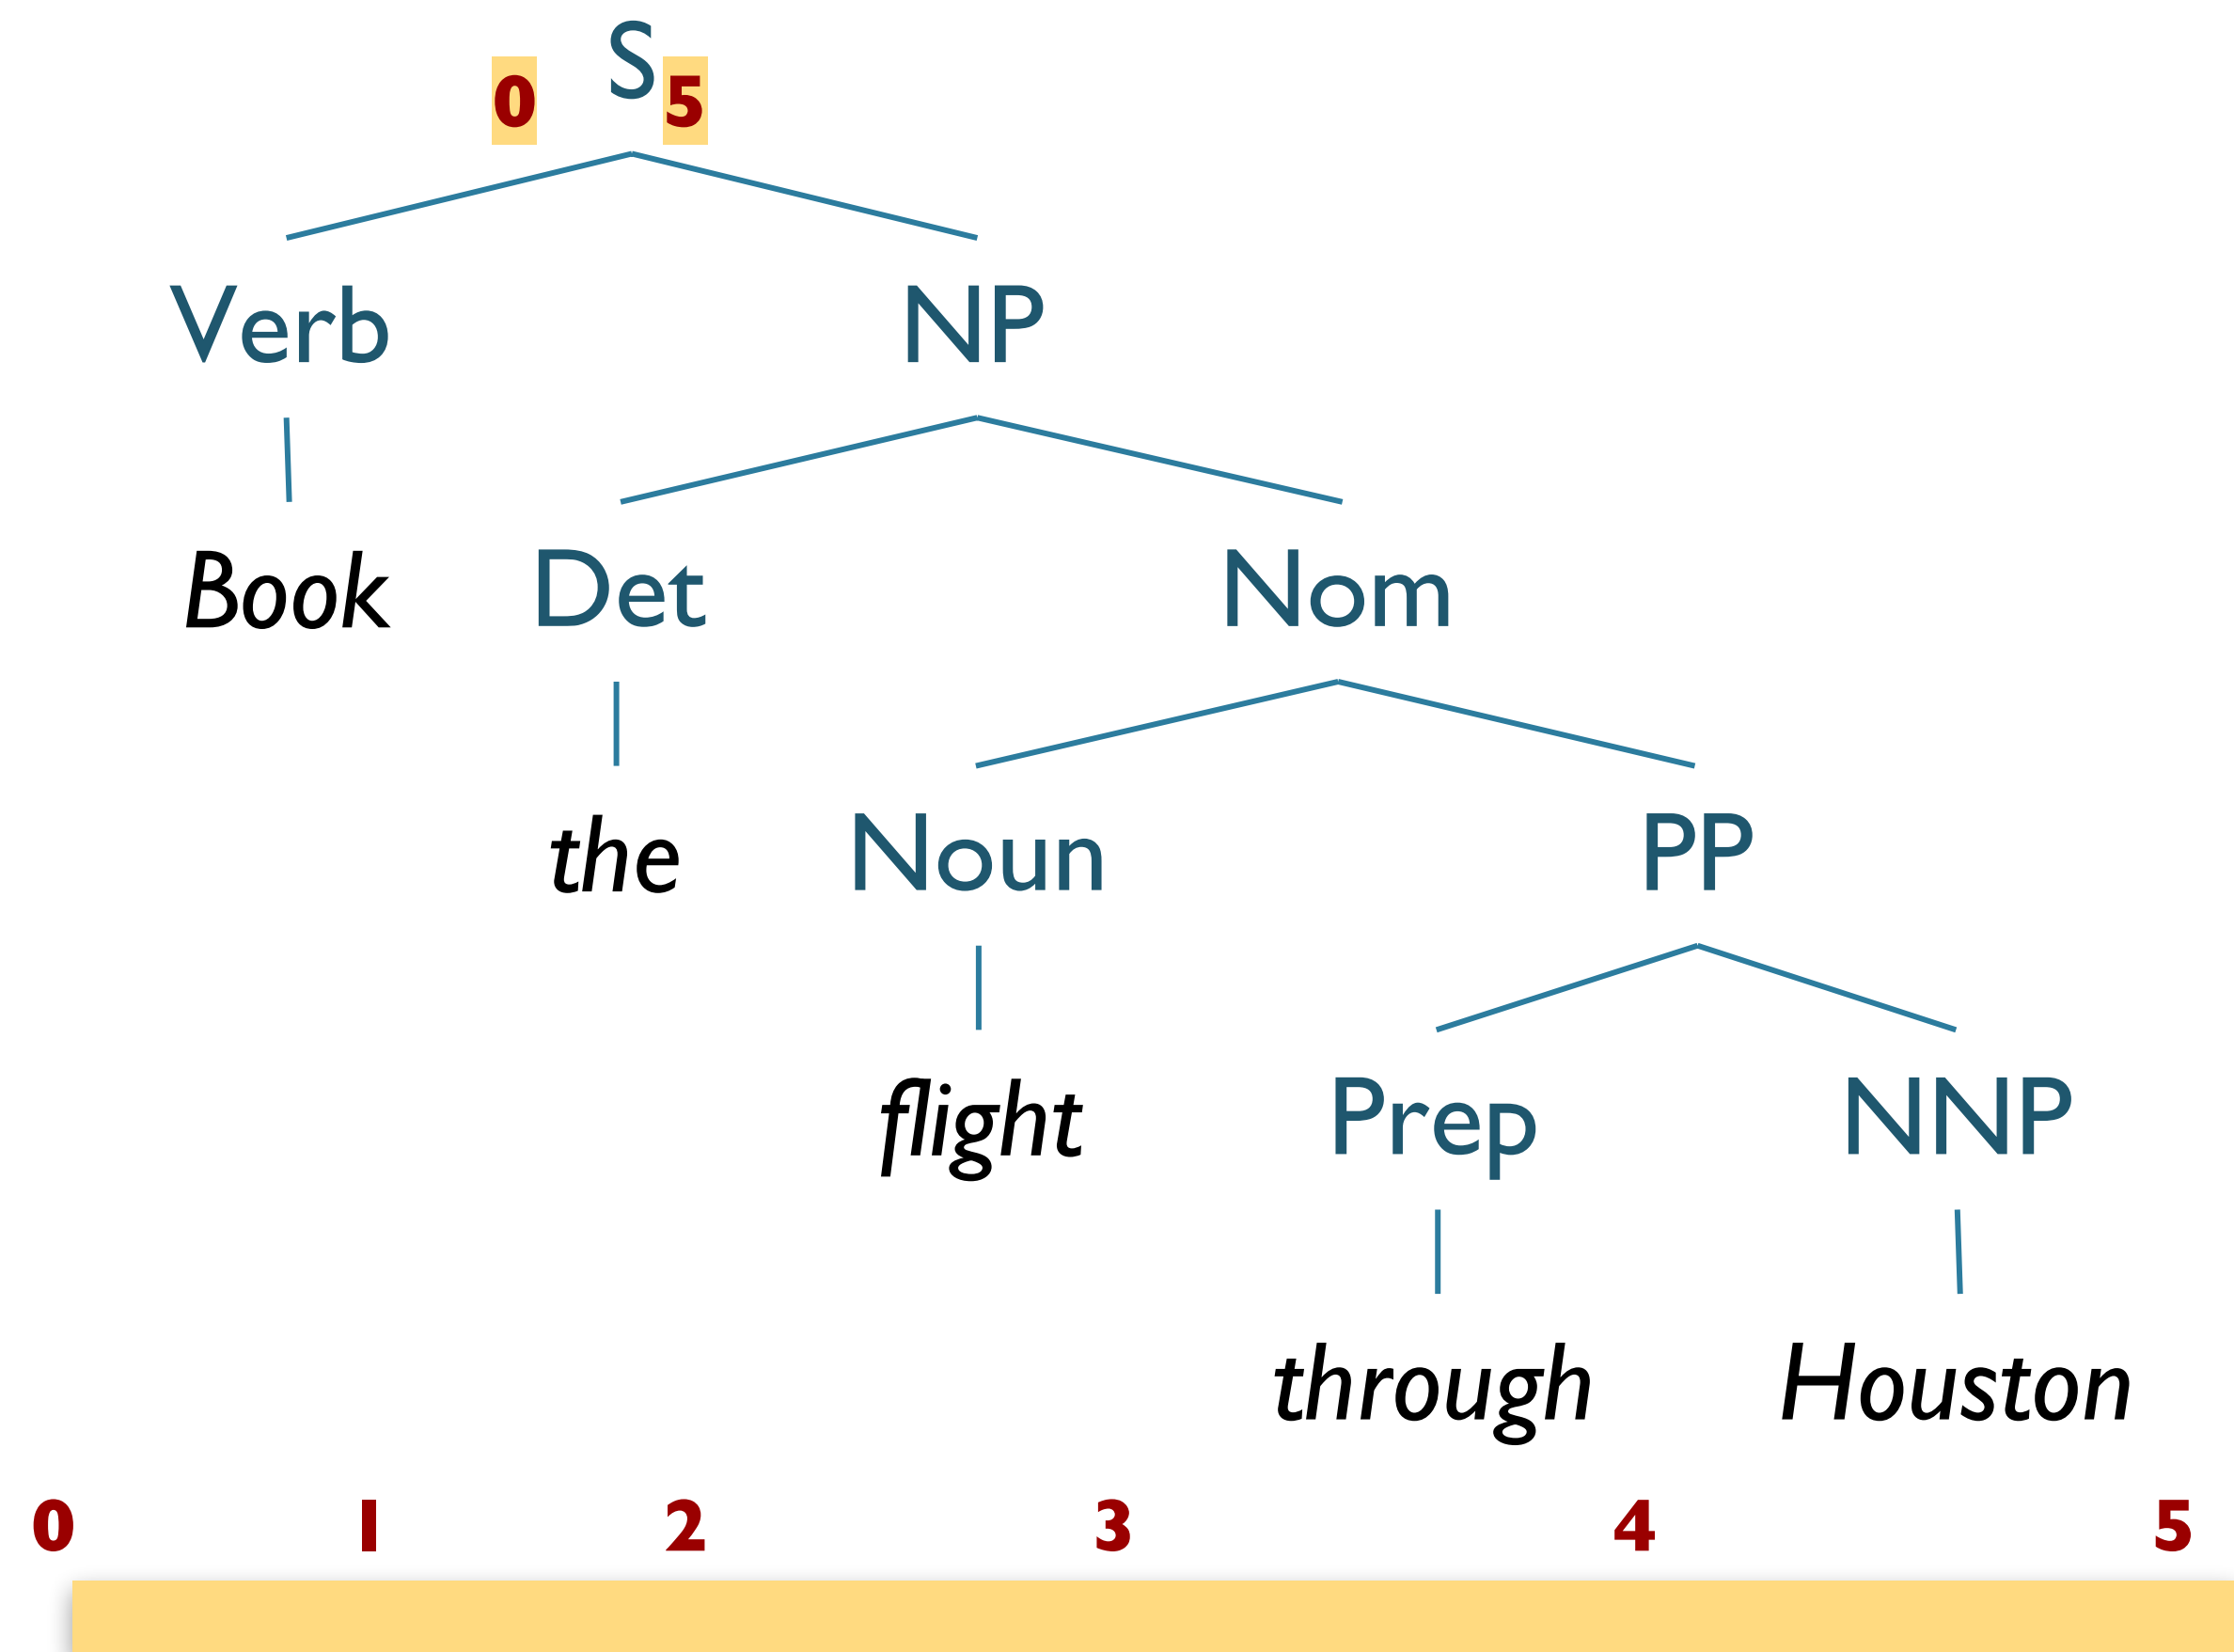 0 S 5
Verb NP
Book Det Nom
the Noun PP
flight Prep NNP
through Houston
0 1 2 3 4 5